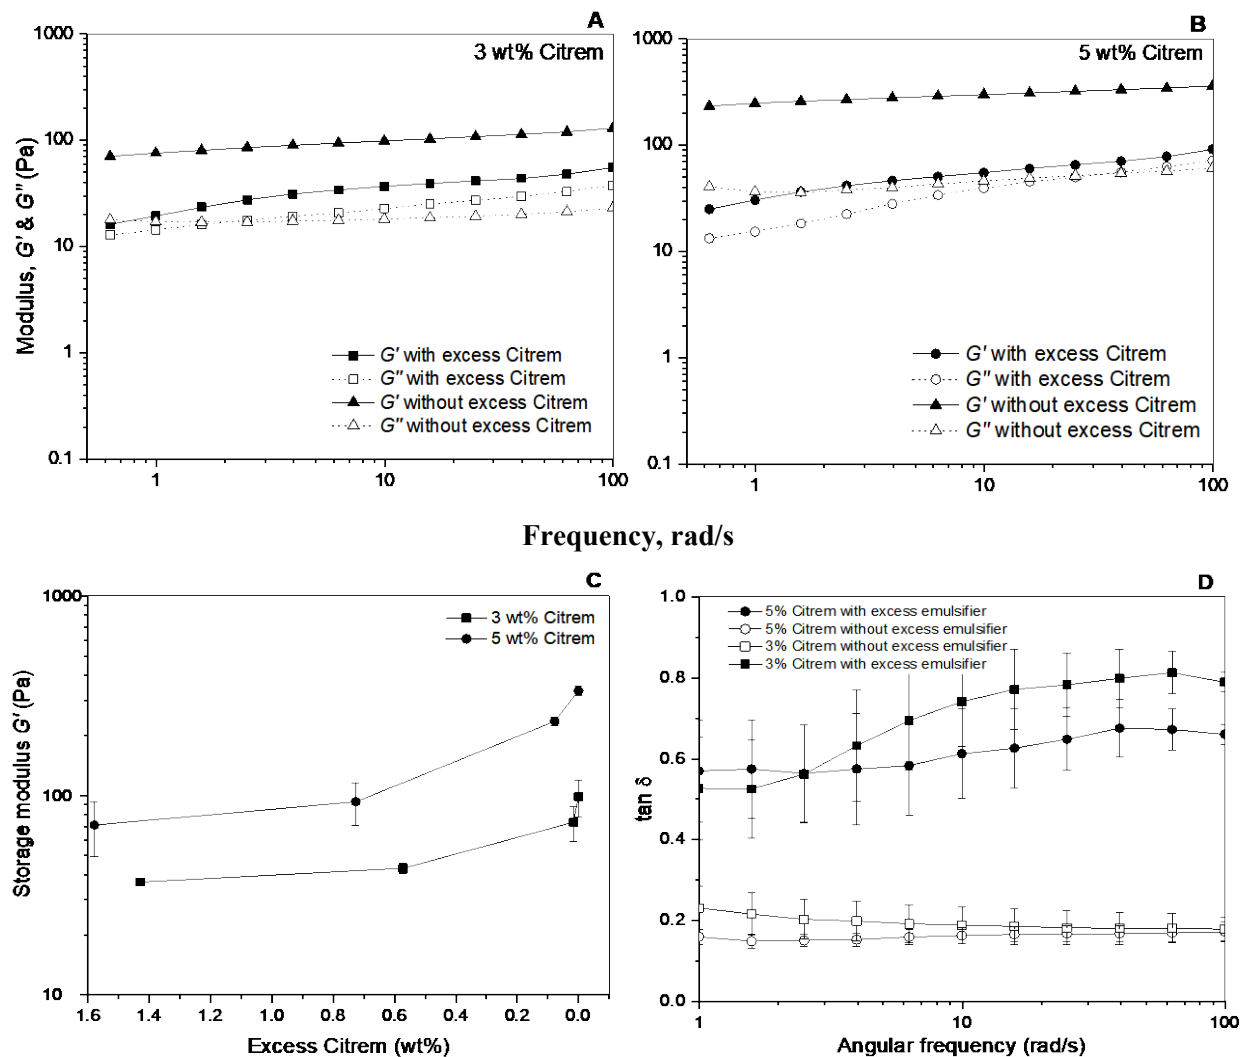 A
3 wt% Citrem
1000
100
10
1
0.1
Modulus, G' & G'' (Pa)
G' with excess Citrem
G'' with excess Citrem
G' without excess Citrem
G'' without excess Citrem
1
10
100
B
5 wt% Citrem
1000
100
10
1
0.1
G' with excess Citrem
G'' with excess Citrem
G' without excess Citrem
G'' without excess Citrem
1
10
100
Frequency, rad/s
C
1000
100
10
Storage modulus G' (Pa)
3 wt% Citrem
5 wt% Citrem
1.6 1.4 1.2 1.0 0.8 0.6 0.4 0.2 0.0
Excess Citrem (wt%)
D
1.0
0.8
0.6
0.4
0.2
0.0
tan δ
5% Citrem with excess emulsifier
5% Citrem without excess emulsifier
3% Citrem without excess emulsifier
3% Citrem with excess emulsifier
1
10
100
Angular frequency (rad/s)